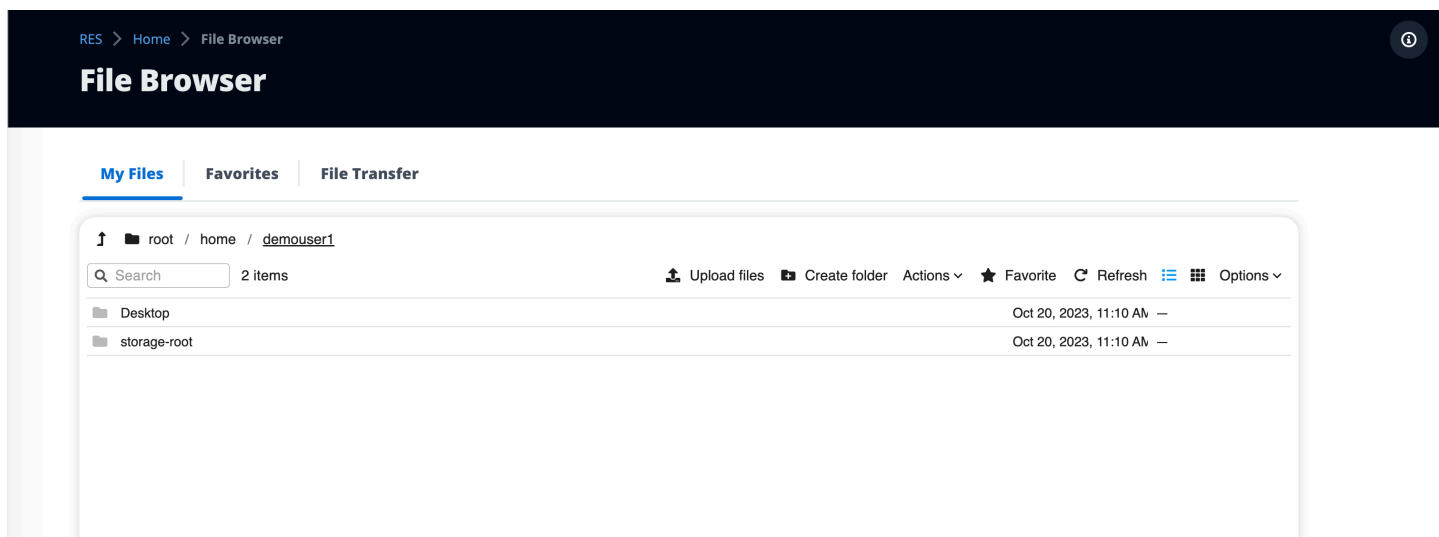 RES > Home > File Browser
File Browser
My Files Favorites File Transfer
root / home / demouser1
Search 2 items Upload files Create folder Actions Favorite Refresh Options
Desktop Oct 20, 2023, 11:10 AM —
storage-root Oct 20, 2023, 11:10 AM —